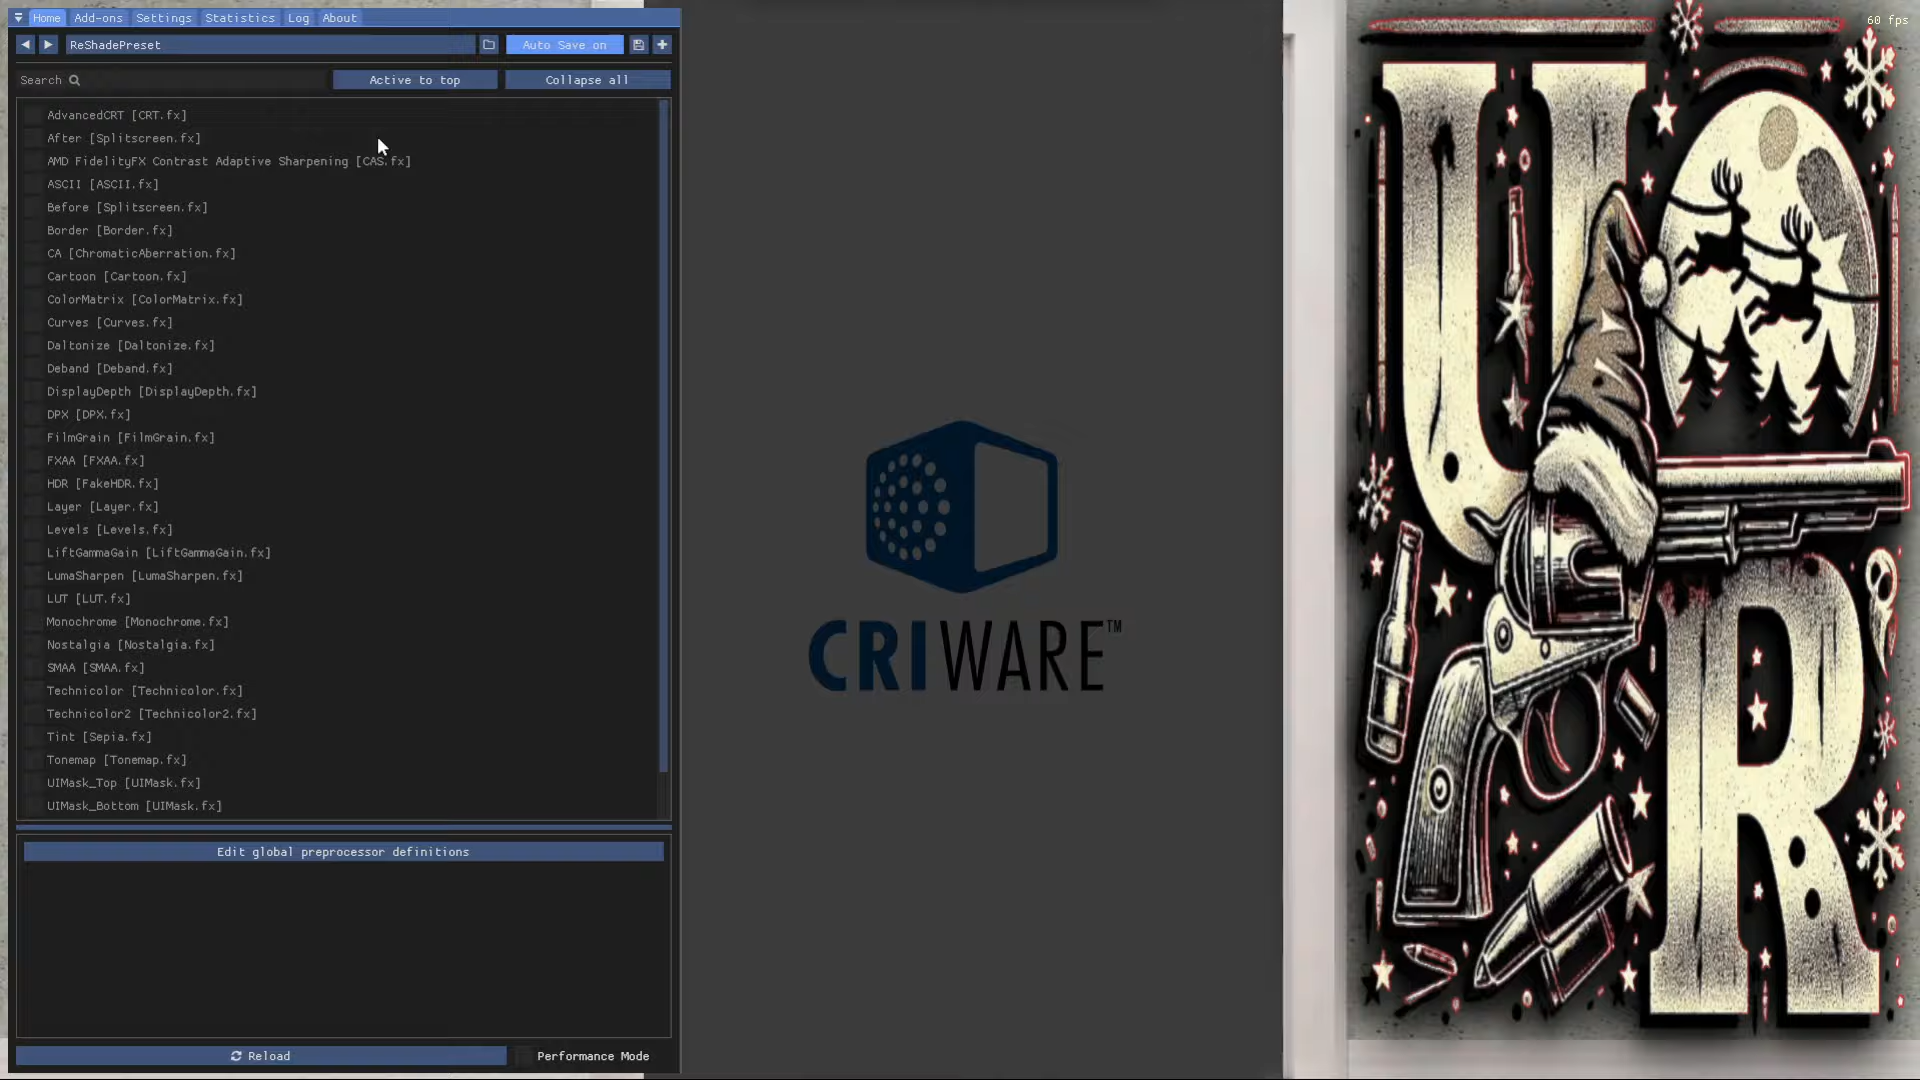 Home Add-ons Settings Statistics Log About
ReShadePreset
Auto Save on
Search
Active to top
Collapse all
AdvancedCRT [CRT.fx]
After [Splitscreen.fx]
AMD FidelityFX Contrast Adaptive Sharpening [CAS.fx]
ASCII [ASCII.fx]
Before [Splitscreen.fx]
Border [Border.fx]
CA [ChromaticAberration.fx]
Cartoon [Cartoon.fx]
ColorMatrix [ColorMatrix.fx]
Curves [Curves.fx]
Daltonize [Daltonize.fx]
Deband [Deband.fx]
DisplayDepth [DisplayDepth.fx]
DPX [DPX.fx]
FilmGrain [FilmGrain.fx]
FXAA [FXAA.fx]
HDR [FakeHDR.fx]
Layer [Layer.fx]
Levels [Levels.fx]
LiftGammaGain [LiftGammaGain.fx]
LumaSharpen [LumaSharpen.fx]
LUT [LUT.fx]
Monochrome [Monochrome.fx]
Nostalgia [Nostalgia.fx]
SMAA [SMAA.fx]
Technicolor [Technicolor.fx]
Technicolor2 [Technicolor2.fx]
Tint [Sepia.fx]
Tonemap [Tonemap.fx]
UIMask_Top [UIMask.fx]
UIMask_Bottom [UIMask.fx]
Edit global preprocessor definitions
Reload
Performance Mode
CRIWARE™
60 fps
U
R